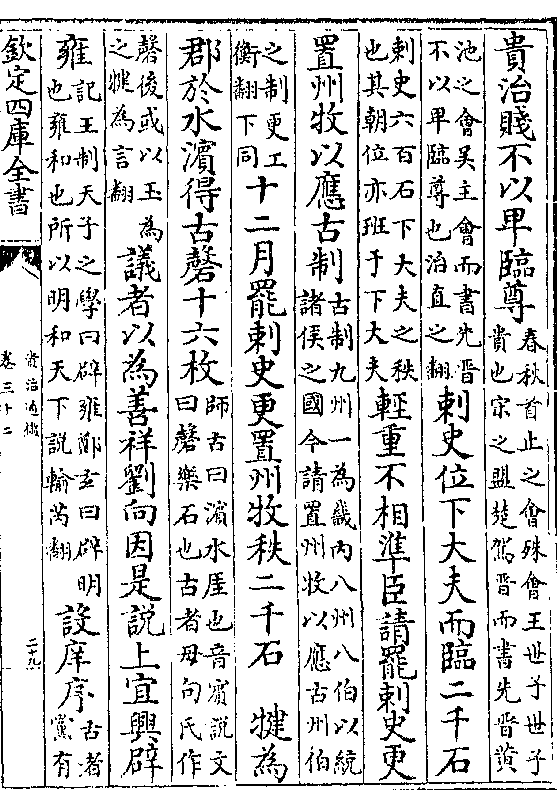 貴治賤不以卑臨尊春秋首止之會殊會王世子世子貴也宋之盟楚駕晉而書先晉黃
池之會吳主會而書先晉不以卑臨尊也治直之翻刺史位下大夫而臨二千石
刺史六百石下大夫之秩也其朝位亦班于下大夫輕重不相準臣請罷刺史更
置州牧以應古制古制九州一為畿内八州八伯以統諸侯之國今請置州牧以應古州伯
之制更工衡翻下同十二月罷刺史更置州牧秩二千石 犍為
郡於水濵得古磬十六枚師古曰濵水厓也音賓説文曰磬樂石也古者毋句氏作
磬後或以玉為之犍為言翻議者以為善祥劉向因是説上宜興辟
雍記王制天子之學曰辟雍鄭玄曰辟明也雍和也所以明和天下説輸芮翻設庠序古者黨有
欽定四庫全書
資治通鑑
卷三十二
二十九